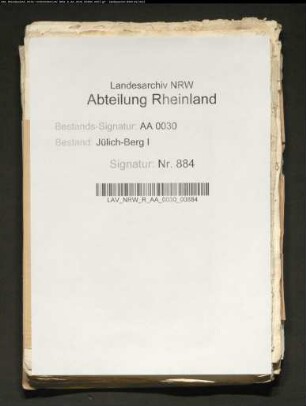 Landesarchiv NRW
Abteilung Rheinland
Bestands-Signatur: AA 0030
Bestand: Jülich-Berg I
Signatur: Nr. 884
LAV_NRW_R_AA_0030_00884